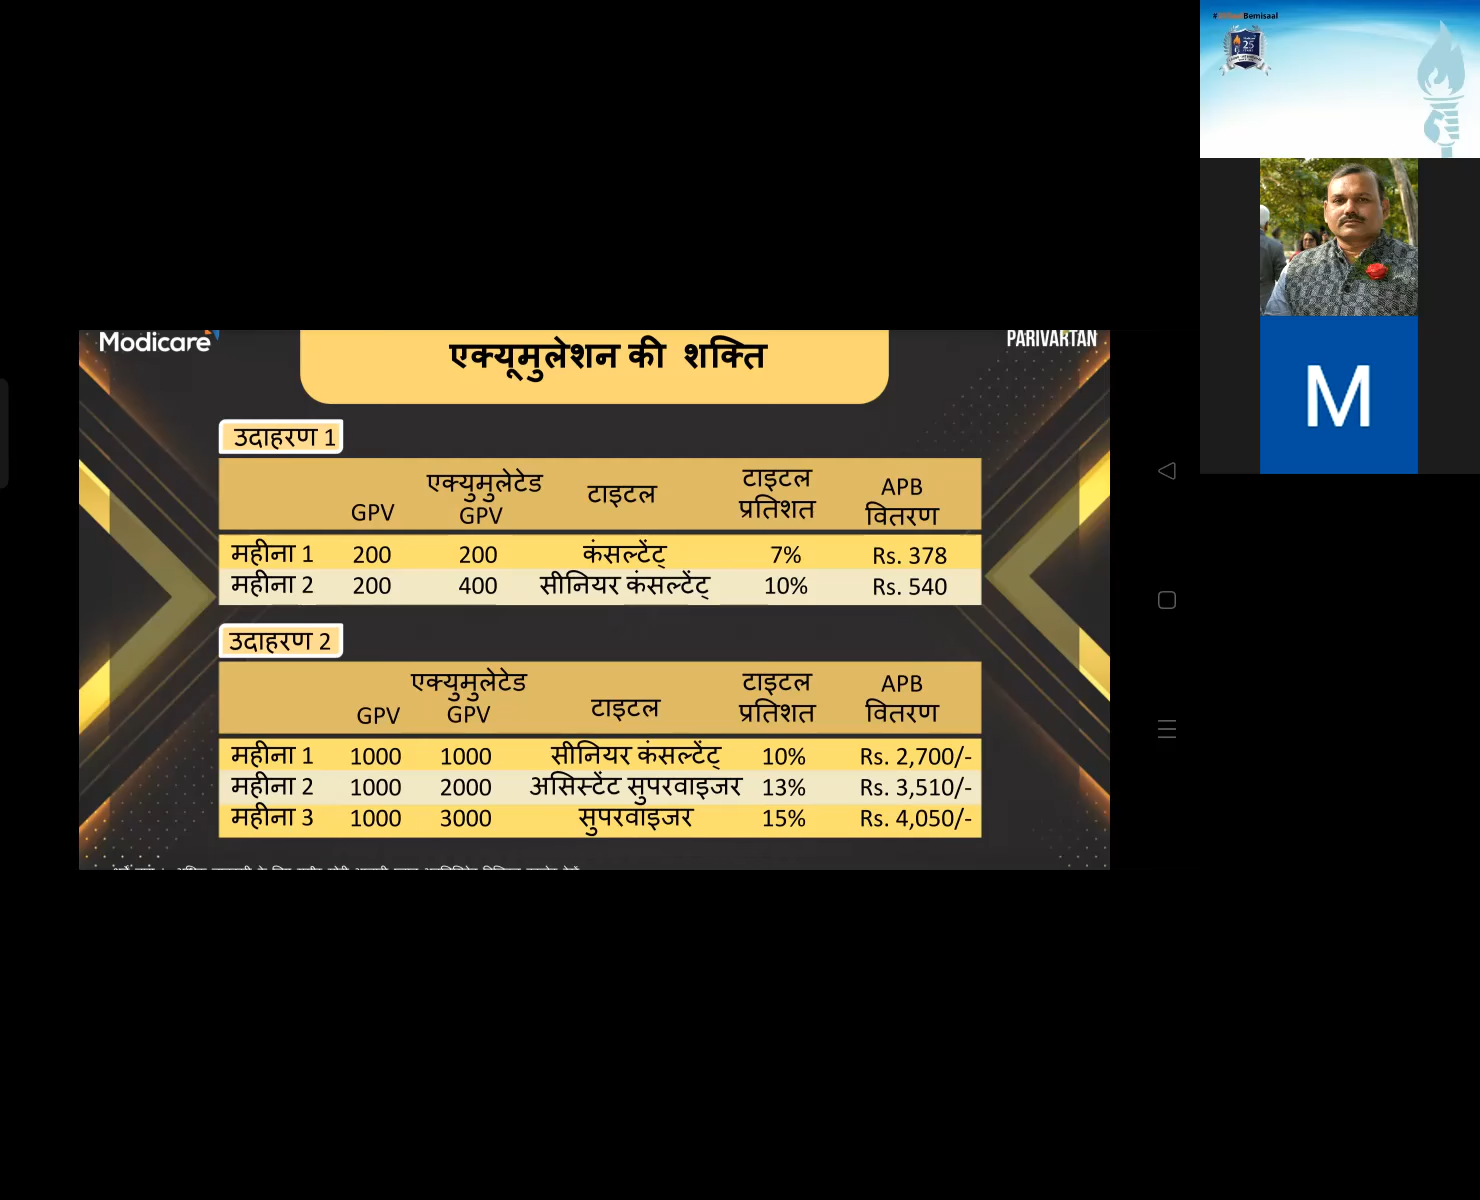 #Bemisaal
25
M
Modicare
PARIVARTAN
एक्यूमुलेशन की शक्ति
उदाहरण 1
GPV एक्युमुलेटेड GPV टाइटल टाइटल प्रतिशत APB वितरण
महीना 1 200 200 कंसल्टेंट् 7% Rs. 378
महीना 2 200 400 सीनियर कंसल्टेंट् 10% Rs. 540
उदाहरण 2
GPV एक्युमुलेटेड GPV टाइटल टाइटल प्रतिशत APB वितरण
महीना 1 1000 1000 सीनियर कंसल्टेंट् 10% Rs. 2,700/-
महीना 2 1000 2000 असिस्टेंट सुपरवाइजर 13% Rs. 3,510/-
महीना 3 1000 3000 सुपरवाइजर 15% Rs. 4,050/-